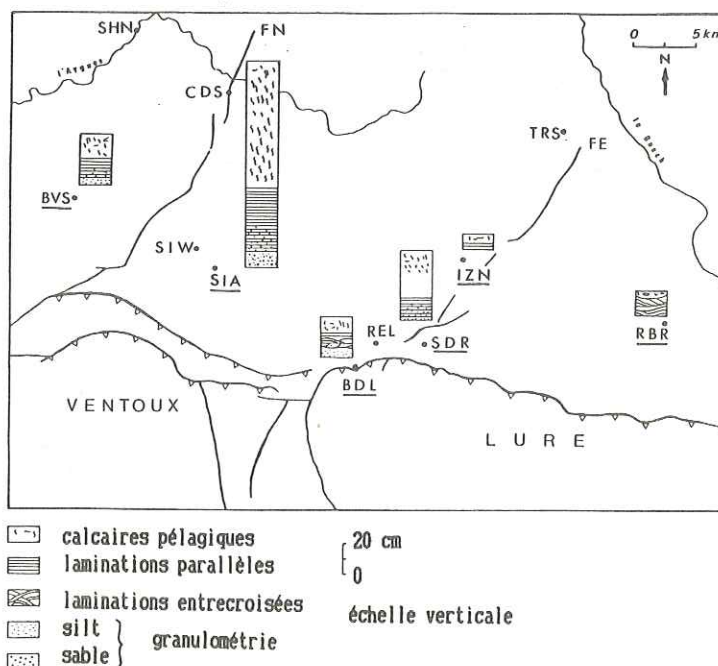 SHN
FN
0 5 km
N
l'Aygues
CDS
TRS
FE
le Buech
BVS
SIW
SIA
IZN
REL
SDR
RBR
BDL
VENTOUX
LURE
calcaires pélagiques
20 cm
laminations parallèles
0
laminations entrecroisées
échelle verticale
silt
granulométrie
sable